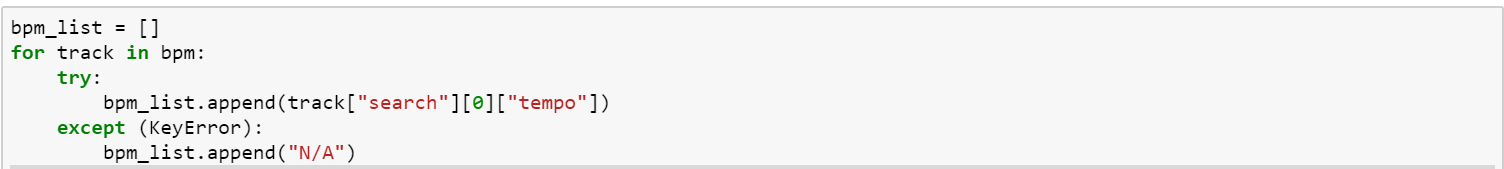 bpm_list = []
for track in bpm:
    try:
        bpm_list.append(track["search"][0]["tempo"])
    except (KeyError):
        bpm_list.append("N/A")